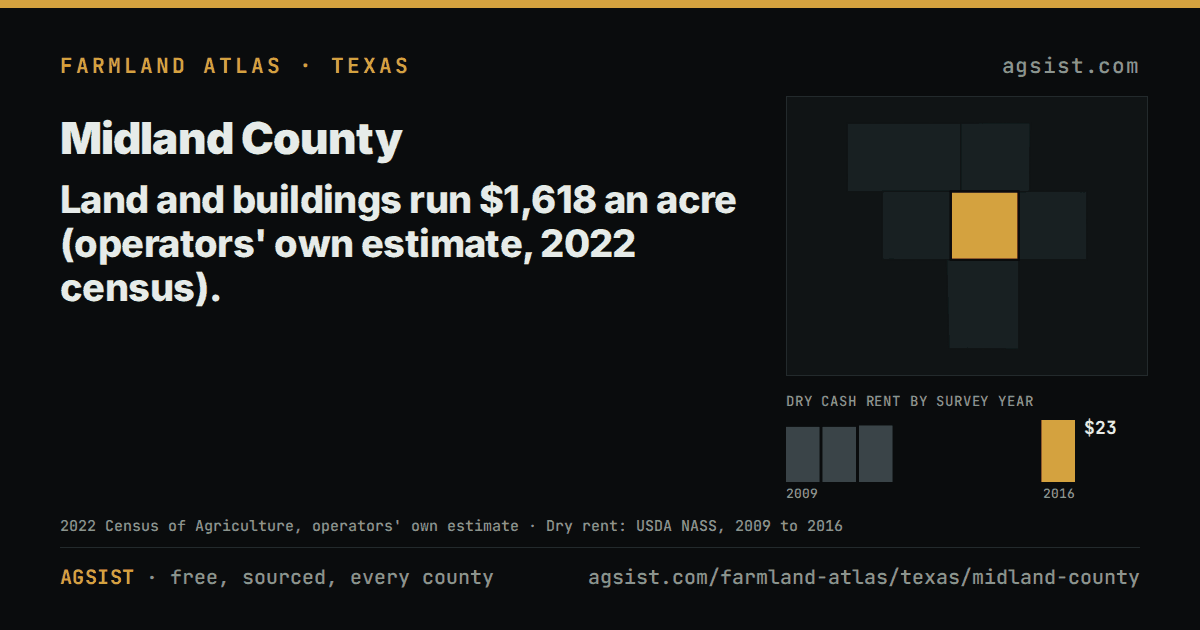 FARMLAND ATLAS · TEXAS
agsist.com
Midland County
Land and buildings run $1,618 an acre
(operators' own estimate, 2022
census).
DRY CASH RENT BY SURVEY YEAR
$23
2009
2016
2022 Census of Agriculture, operators' own estimate · Dry rent: USDA NASS, 2009 to 2016
AGSIST · free, sourced, every county
agsist.com/farmland-atlas/texas/midland-county